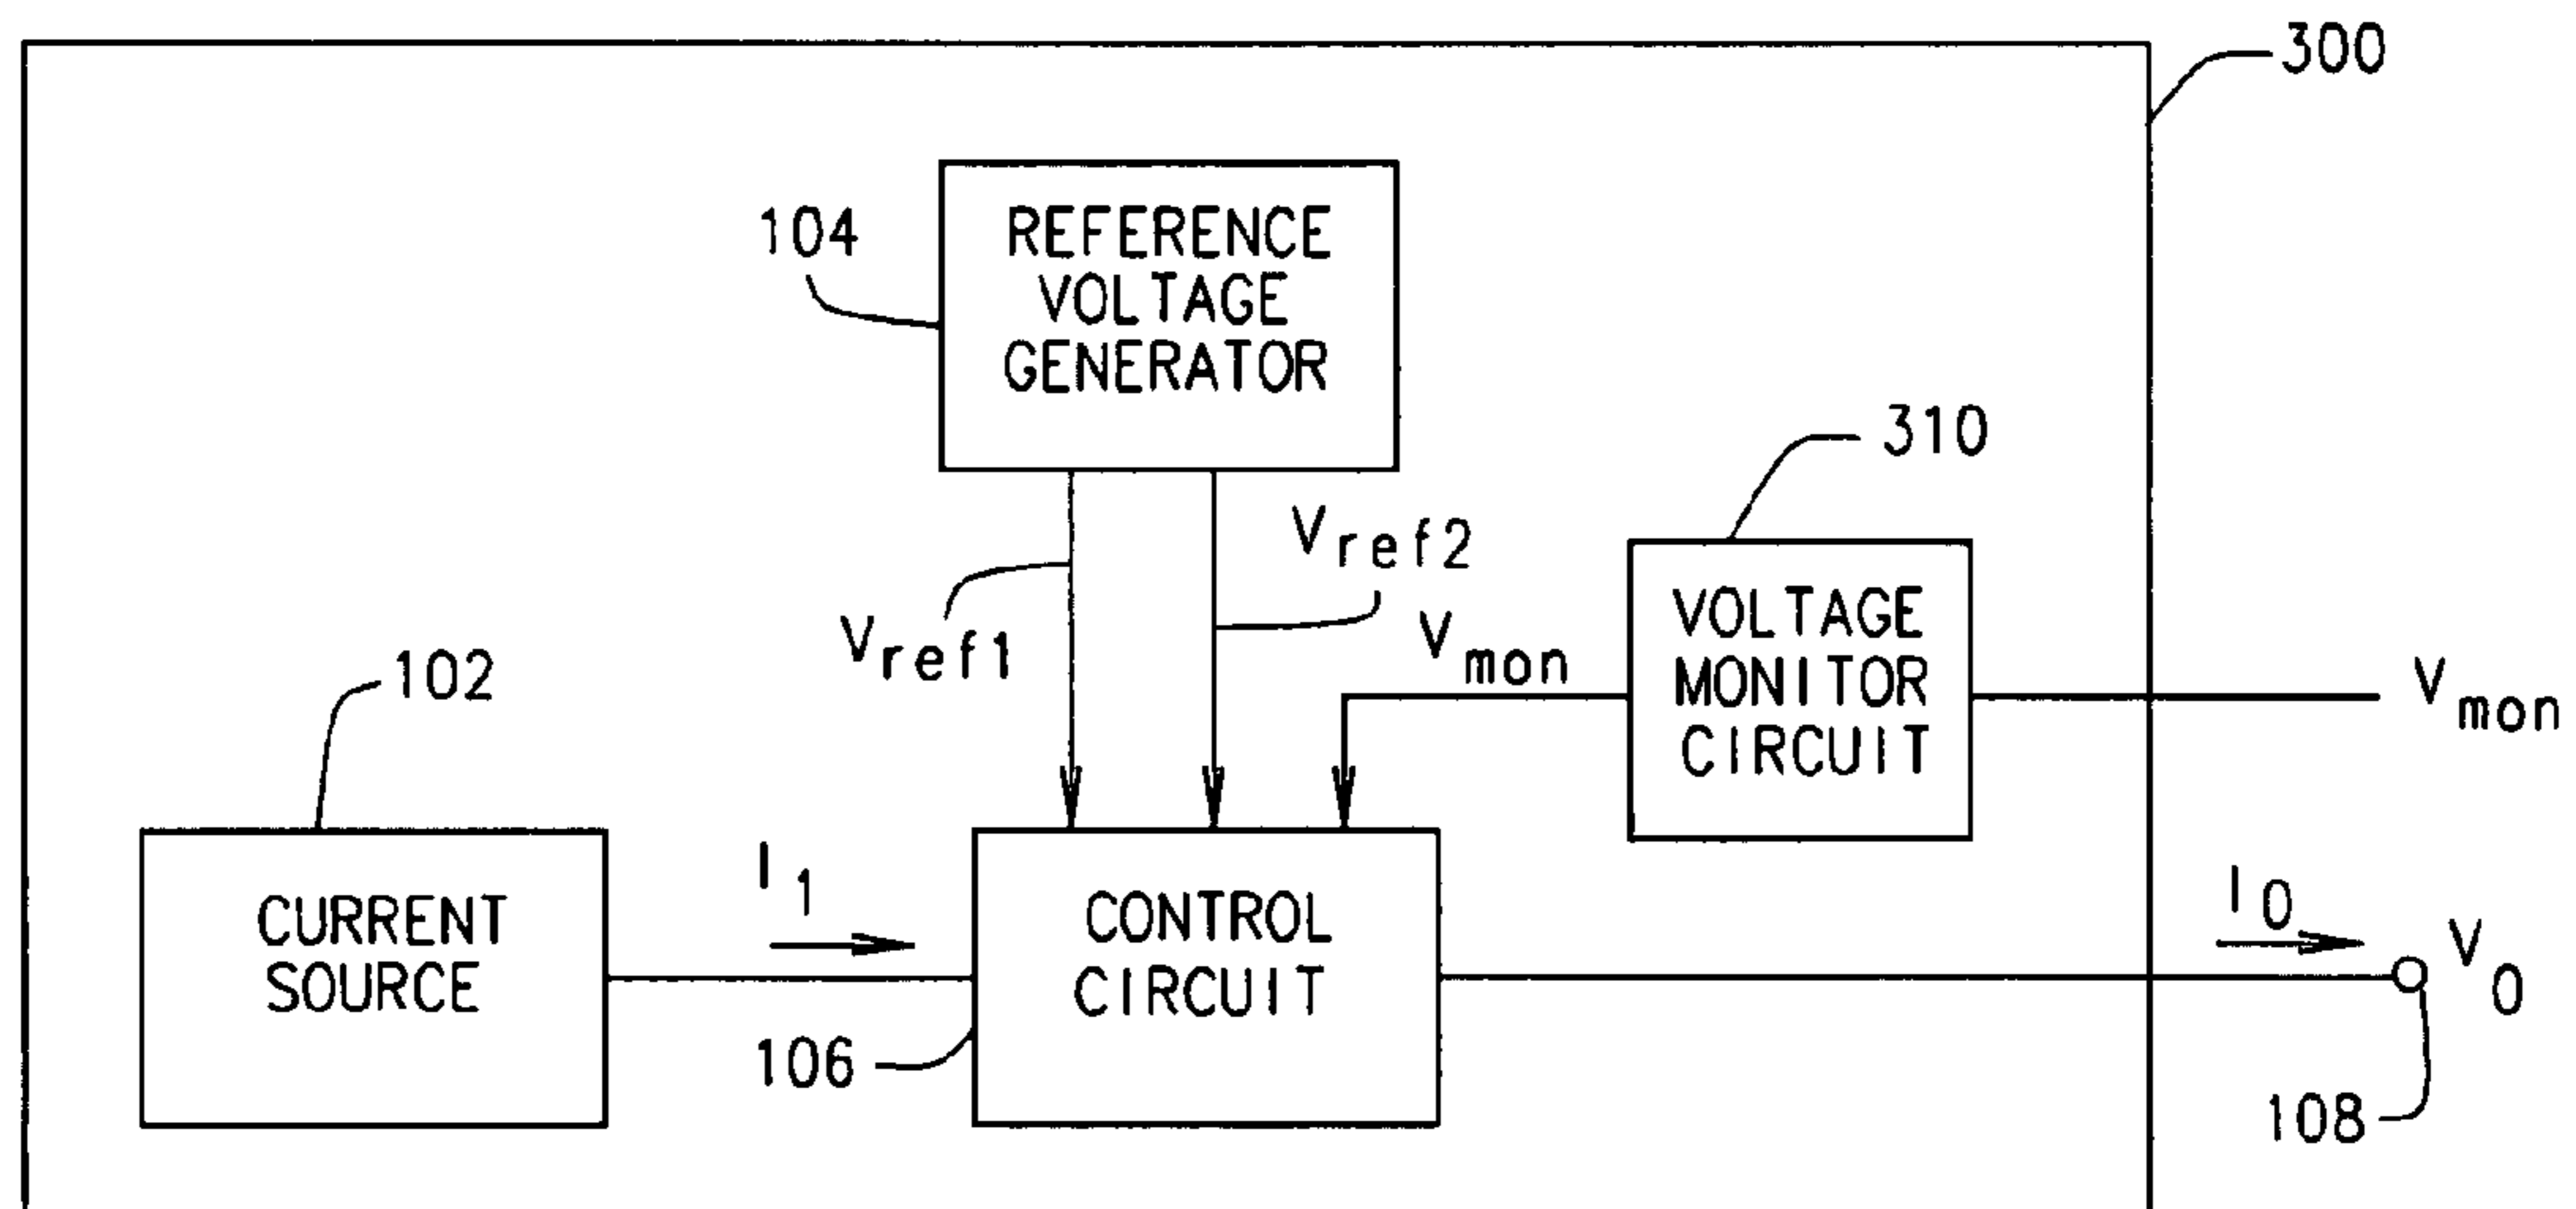 300
104
REFERENCE
VOLTAGE
GENERATOR
310
Vref2
Vref1
Vmon
VOLTAGE
MONITOR
CIRCUIT
Vmon
102
CURRENT
SOURCE
I1
CONTROL
CIRCUIT
106
I0
V0
108